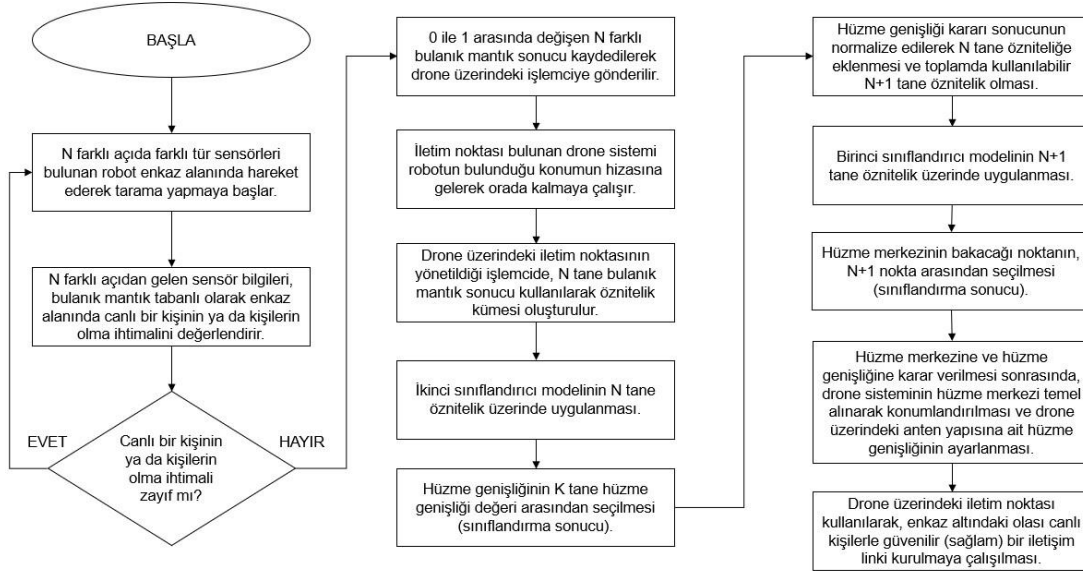 BAŞLA
N farklı açıda farklı tür sensörleri
bulunan robot enkaz alanında hareket
ederek tarama yapmaya başlar.
N farklı açıdan gelen sensör bilgileri,
bulanık mantık tabanlı olarak enkaz
alanında canlı bir kişinin ya da kişilerin
olma ihtimalini değerlendirir.
EVET
HAYIR
Canlı bir kişinin
ya da kişilerin
olma ihtimali
zayıf mı?
0 ile 1 arasında değişen N farklı
bulanık mantık sonucu kaydedilerek
drone üzerindeki işlemciye gönderilir.
İletim noktası bulunan drone sistemi
robotun bulunduğu konumun hizasına
gelerek orada kalmaya çalışır.
Drone üzerindeki iletim noktasının
yönetildiği işlemcide, N tane bulanık
mantık sonucu kullanılarak öznitelik
kümesi oluşturulur.
İkinci sınıflandırıcı modelinin N tane
öznitelik üzerinde uygulanması.
Hüzme genişliğinin K tane hüzme
genişliği değeri arasından seçilmesi
(sınıflandırma sonucu).
Hüzme genişliği kararı sonucunun
normalize edilerek N tane özniteliğe
eklenmesi ve toplamda kullanılabilir
N+1 tane öznitelik olması.
Birinci sınıflandırıcı modelinin N+1
tane öznitelik üzerinde uygulanması.
Hüzme merkezinin bakacağı noktanın,
N+1 nokta arasından seçilmesi
(sınıflandırma sonucu).
Hüzme merkezine ve hüzme
genişliğine karar verilmesi sonrasında,
drone sisteminin hüzme merkezi temel
alınarak konumlandırılması ve drone
üzerindeki anten yapısına ait hüzme
genişliğinin ayarlanması.
Drone üzerindeki iletim noktası
kullanılarak, enkaz altındaki olası canlı
kişilerle güvenilir (sağlam) bir iletişim
linki kurulmaya çalışılması.